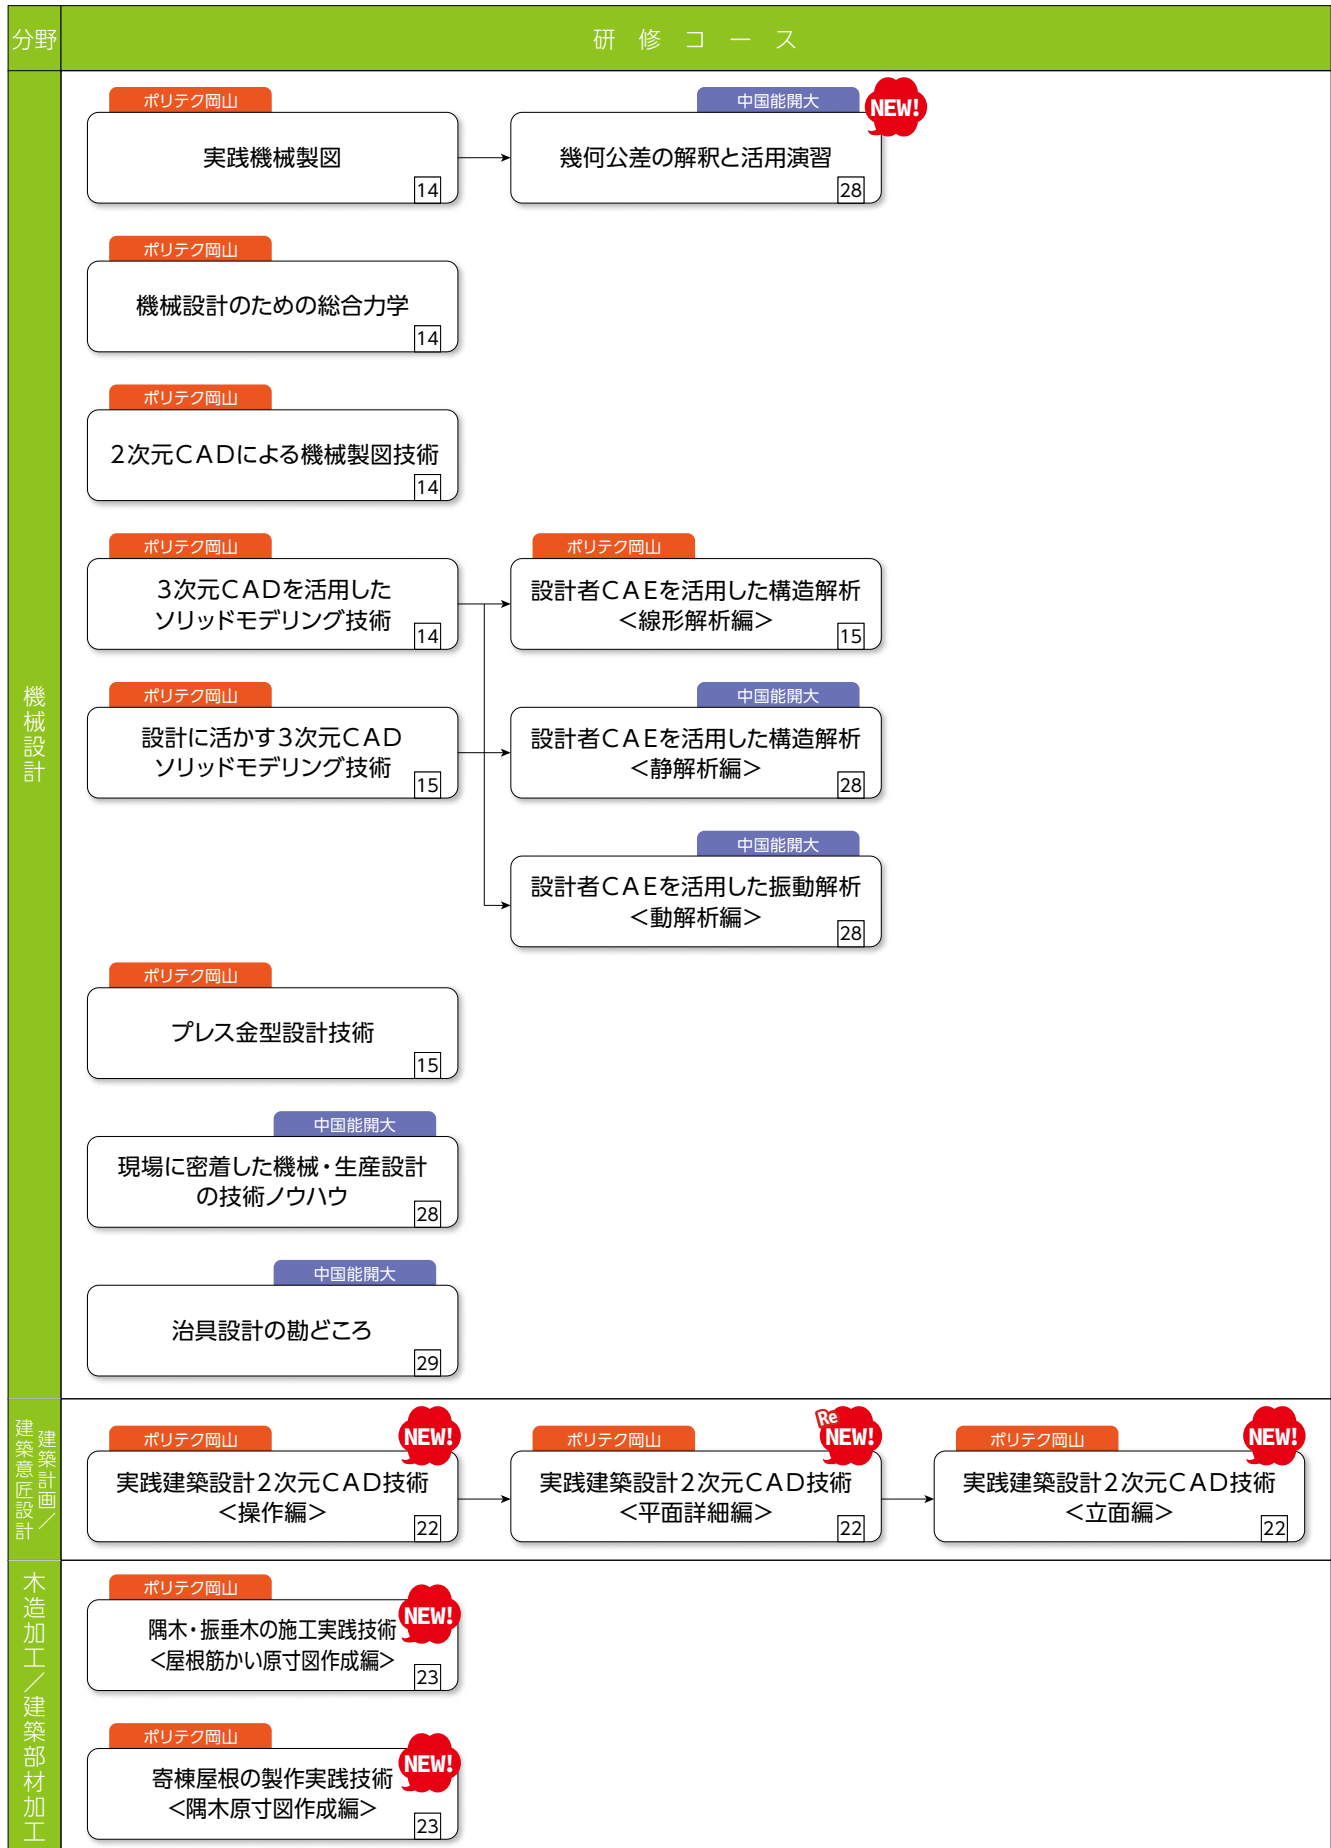 分野
研修コース
機械設計
ポリテク岡山
実践機械製図
14
中国能開大
NEW!
幾何公差の解釈と活用演習
28
ポリテク岡山
機械設計のための総合力学
14
ポリテク岡山
2次元CADによる機械製図技術
14
ポリテク岡山
3次元CADを活用した
ソリッドモデリング技術
14
ポリテク岡山
設計者CAEを活用した構造解析
<線形解析編>
15
ポリテク岡山
設計に活かす3次元CAD
ソリッドモデリング技術
15
中国能開大
設計者CAEを活用した構造解析
<静解析編>
28
中国能開大
設計者CAEを活用した振動解析
<動解析編>
28
ポリテク岡山
プレス金型設計技術
15
中国能開大
現場に密着した機械・生産設計
の技術ノウハウ
28
中国能開大
治具設計の勘どころ
29
建築計画/
建築意匠設計
ポリテク岡山
NEW!
実践建築設計2次元CAD技術
<操作編>
22
ポリテク岡山
Re
NEW!
実践建築設計2次元CAD技術
<平面詳細編>
22
ポリテク岡山
NEW!
実践建築設計2次元CAD技術
<立面編>
22
木造加工/建築部材加工
ポリテク岡山
NEW!
隅木・振垂木の施工実践技術
<屋根筋かい原寸図作成編>
23
ポリテク岡山
NEW!
寄棟屋根の製作実践技術
<隅木原寸図作成編>
23